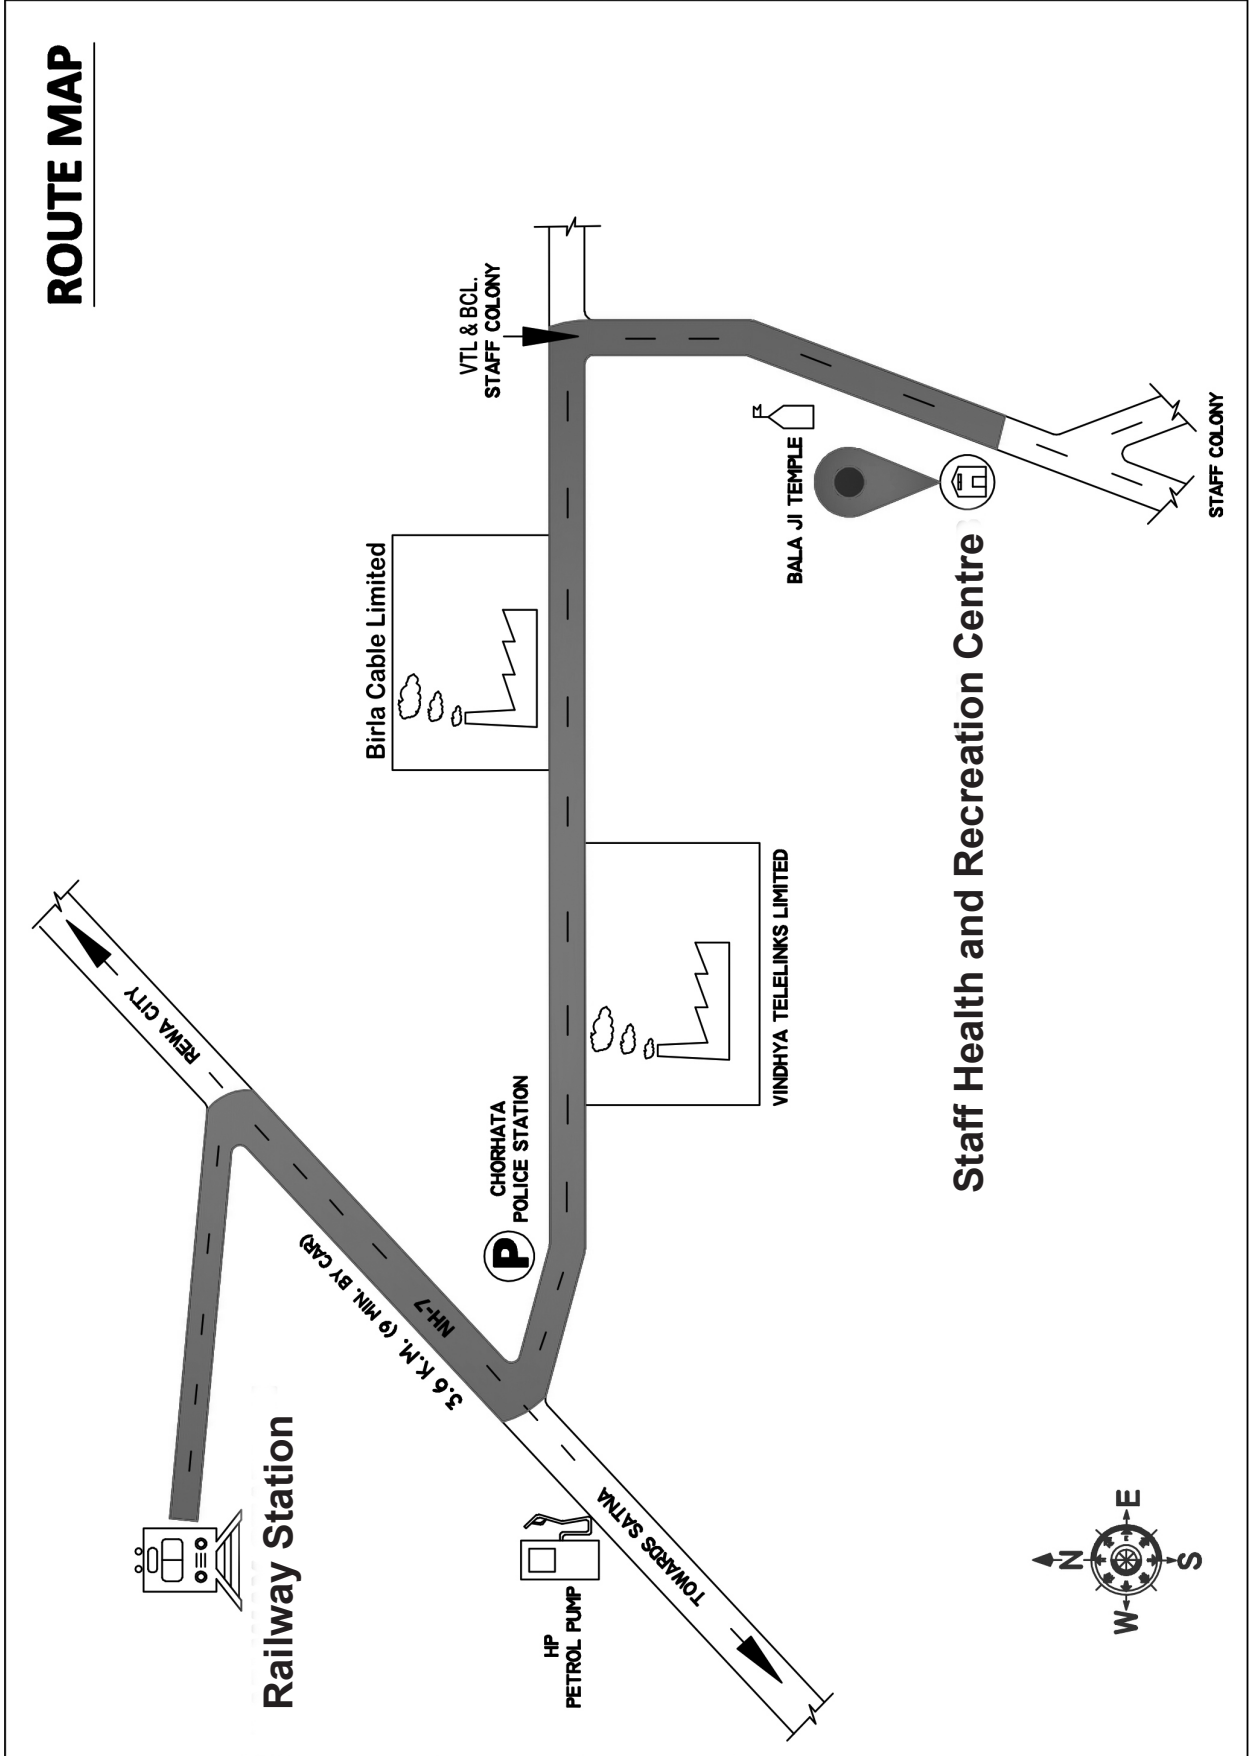 ROUTE MAP
VTL & BCL.
STAFF COLONY
Birla Cable Limited
BALA JI TEMPLE
STAFF COLONY
Staff Health and Recreation Centre
VINDHYA TELELINKS LIMITED
REWA CITY
CHORHATA
POLICE STATION
P
NH-7
3.6 K.M. (9 MIN. BY CAR)
Railway Station
HP
PETROL PUMP
TOWARDS SATNA
N
E
S
W